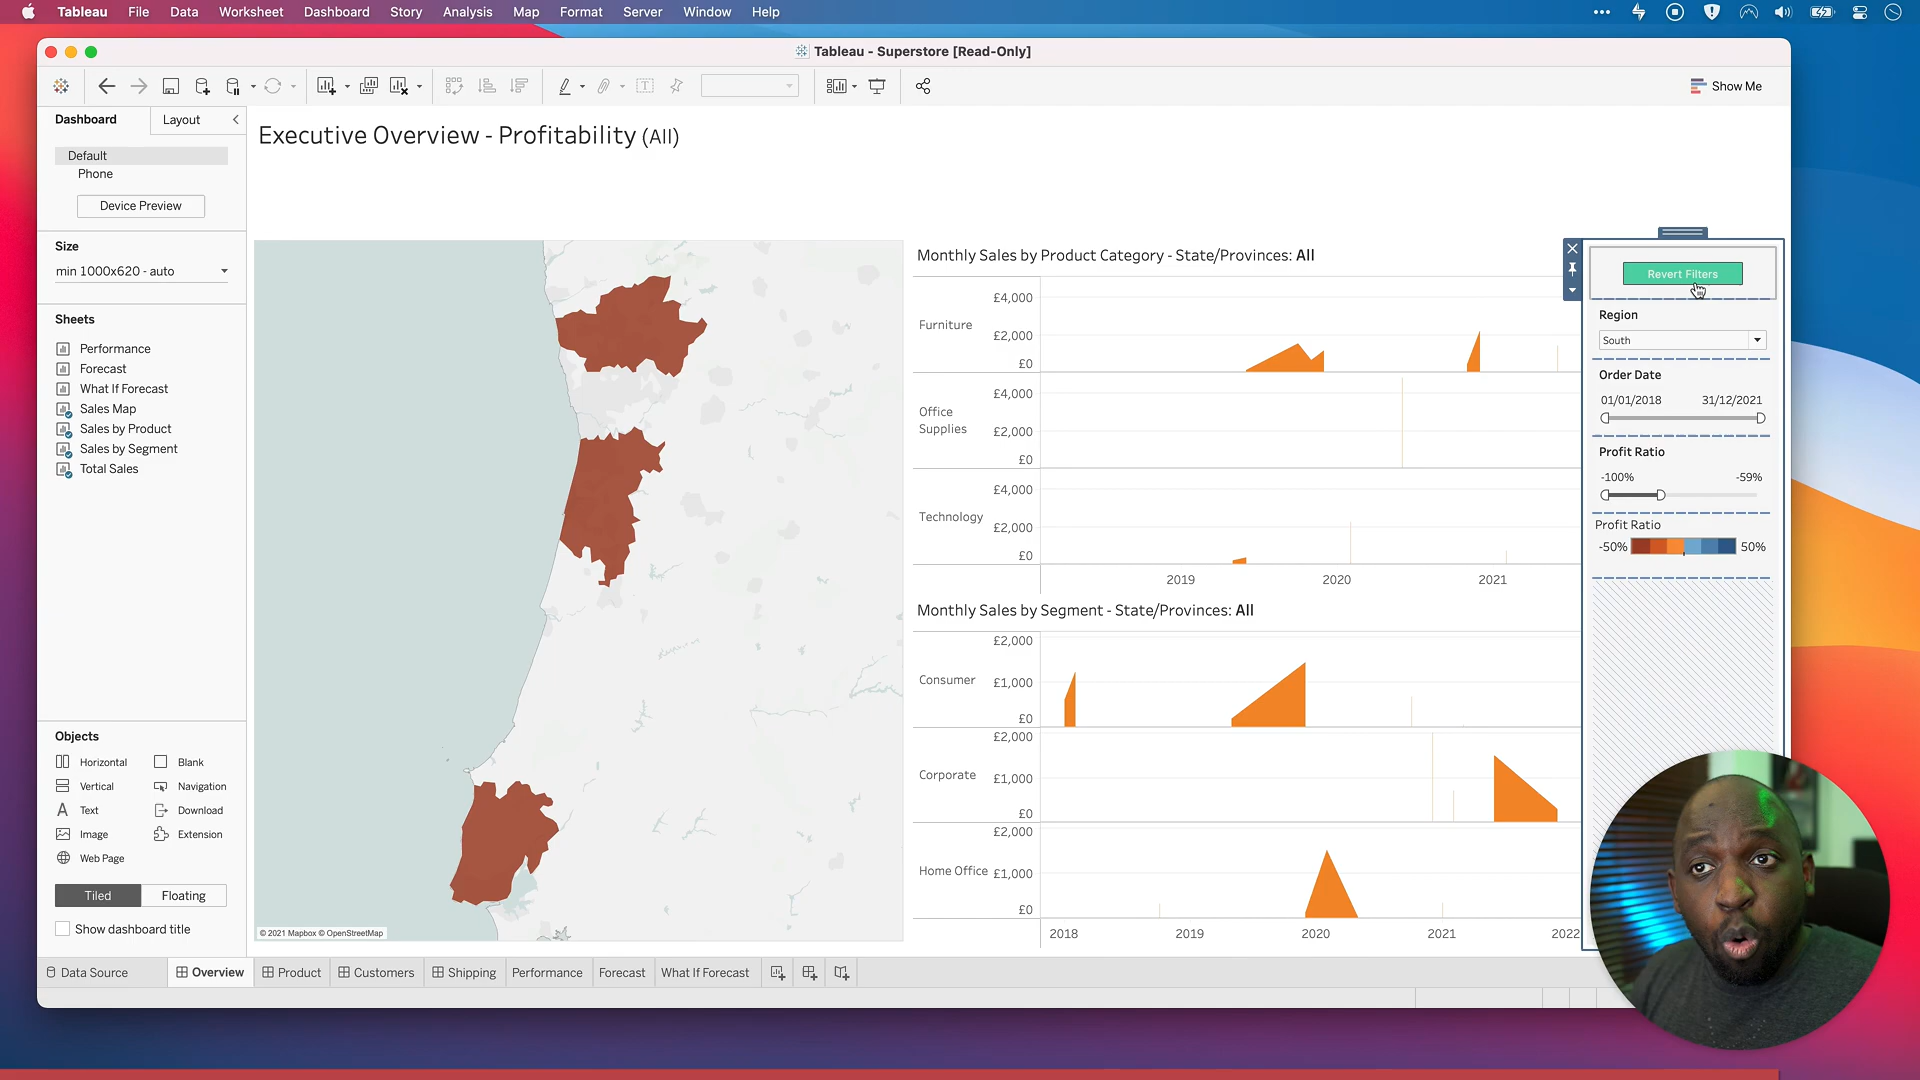 Tableau File Data Worksheet Dashboard Story Analysis Map Format Server Window Help
Tableau - Superstore [Read-Only]
Show Me
Dashboard Layout
Default
Phone
Device Preview
Size
min 1000x620 - auto
Sheets
Performance
Forecast
What If Forecast
Sales Map
Sales by Product
Sales by Segment
Total Sales
Objects
Horizontal Blank
Vertical Navigation
Text Download
Image Extension
Web Page
Tiled Floating
Show dashboard title
Executive Overview - Profitability (All)
© 2021 Mapbox © OpenStreetMap
Monthly Sales by Product Category - State/Provinces: All
£4,000
Furniture
£2,000
£0
£4,000
Office
Supplies
£2,000
£0
£4,000
Technology
£2,000
£0
2019 2020 2021
Monthly Sales by Segment - State/Provinces: All
£2,000
Consumer £1,000
£0
£2,000
Corporate £1,000
£0
£2,000
Home Office £1,000
£0
2018 2019 2020 2021 2022
Revert Filters
Region
South
Order Date
01/01/2018 31/12/2021
Profit Ratio
-100% -59%
Profit Ratio
-50% 50%
Data Source Overview Product Customers Shipping Performance Forecast What If Forecast